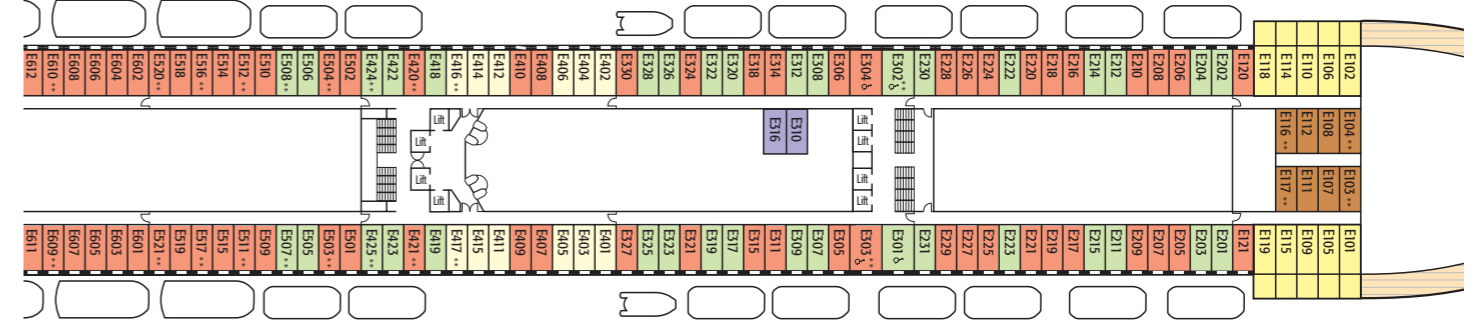 E612
E610 **
E608
E606
E604
E602
E520 **
E518
E516 **
E514
E512 **
E510
E508 **
E506
E504 **
E502
E424 **
E422
E420 **
E418
E416 **
E414
E412
E410
E408
E406
E404
E402
E330
E328
E326
E324
E322
E320
E318
E314
E312
E308
E306
E304
E302 **
E230
E228
E226
E224
E222
E220
E218
E216
E214
E212
E210
E208
E206
E204
E202
E120
E118
E114
E110
E106
E102
Lift
Lift
Lift
Lift
E316
E310
Lift
Lift
Lift
Lift
E116 **
E112
E108
E104 **
E117 **
E111
E107
E103 **
E611
E609 **
E607
E605
E603
E601
E521 **
E519
E517 **
E515
E511 **
E509
E507 **
E505
E503 **
E501
E425 **
E423
E421 **
E419
E417 **
E415
E411
E409
E407
E405
E403
E401
E327
E325
E323
E321
E319
E317
E315
E311
E309
E307
E305
E303 **
E301
E231
E229
E227
E225
E223
E221
E219
E217
E215
E211
E209
E207
E205
E203
E201
E121
E119
E115
E109
E105
E101